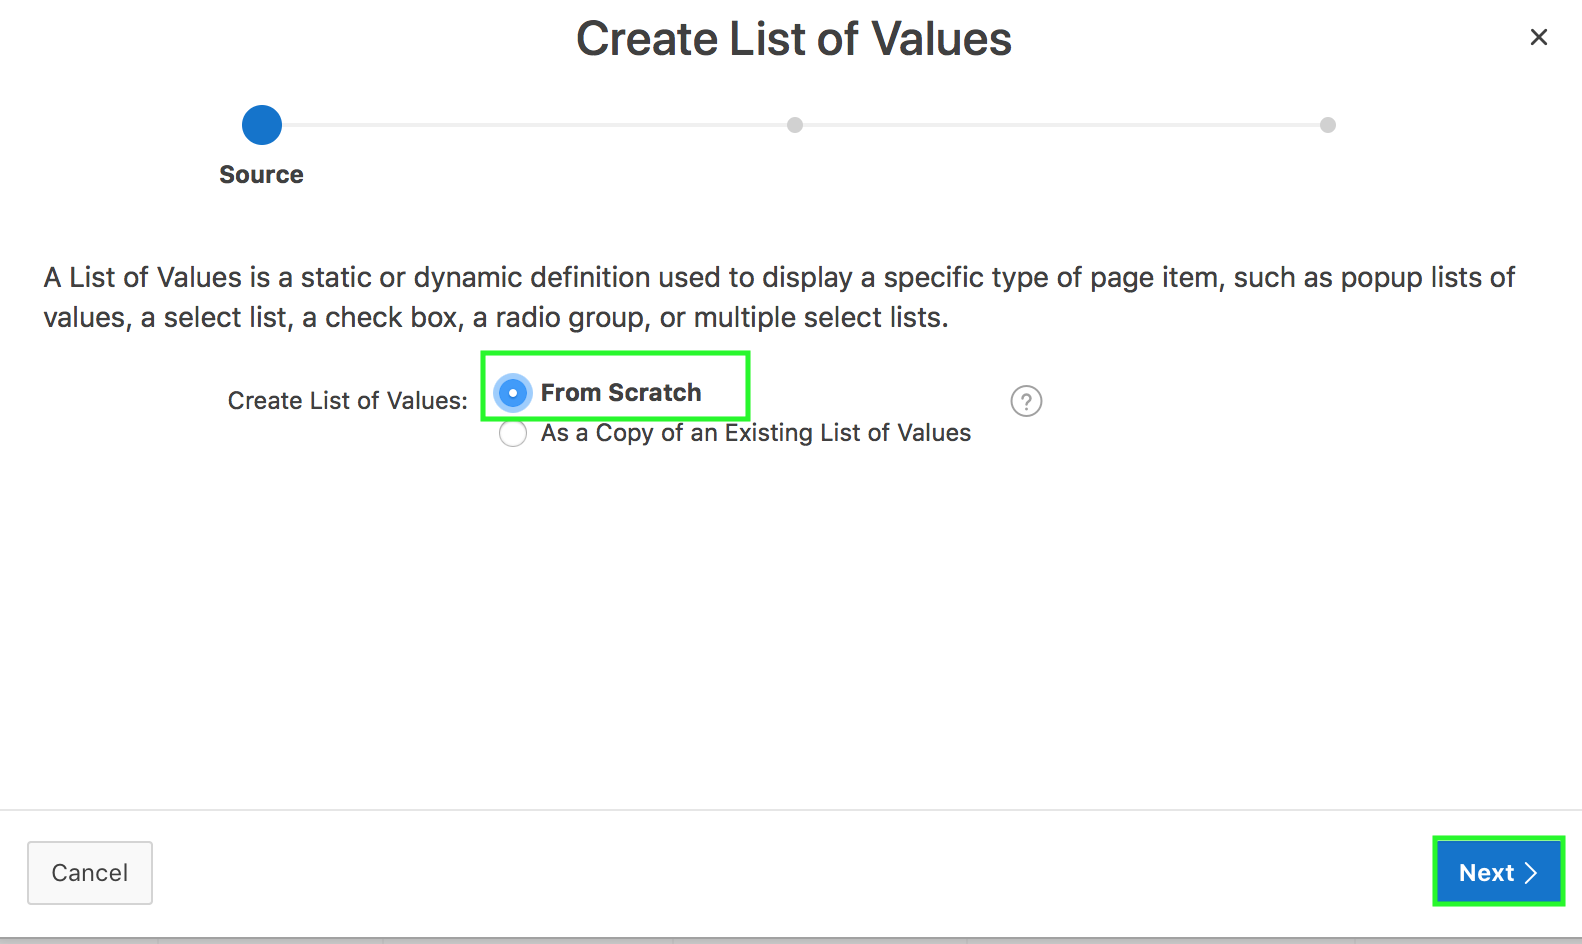 Create List of Values
×
Source
A List of Values is a static or dynamic definition used to display a specific type of page item, such as popup lists of
values, a select list, a check box, a radio group, or multiple select lists.
Create List of Values:
From Scratch
?
As a Copy of an Existing List of Values
Cancel
Next